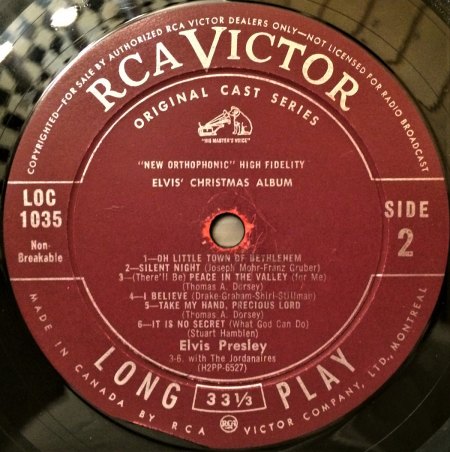 COPYRIGHTED—FOR SALE BY AUTHORIZED RCA VICTOR DEALERS ONLY—NOT LICENSED FOR RADIO BROADCAST
RCA VICTOR
ORIGINAL CAST SERIES
"HIS MASTER'S VOICE"
"NEW ORTHOPHONIC" HIGH FIDELITY
ELVIS' CHRISTMAS ALBUM
LOC
1035
SIDE
2
Non-
Breakable
1—OH LITTLE TOWN OF BETHLEHEM
2—SILENT NIGHT (Joseph Mohr-Franz Gruber)
3—(There'll Be) PEACE IN THE VALLEY (for Me)
(Thomas A. Dorsey)
4—I BELIEVE (Drake-Graham-Shirl-Stillman)
5—TAKE MY HAND, PRECIOUS LORD
(Thomas A. Dorsey)
6—IT IS NO SECRET (What God Can Do)
(Stuart Hamblen)
Elvis Presley
3-6. with The Jordanaires
(H2PP-6527)
LONG 33 1/3 PLAY
RCA
MADE IN CANADA BY RCA VICTOR COMPANY, LTD., MONTREAL